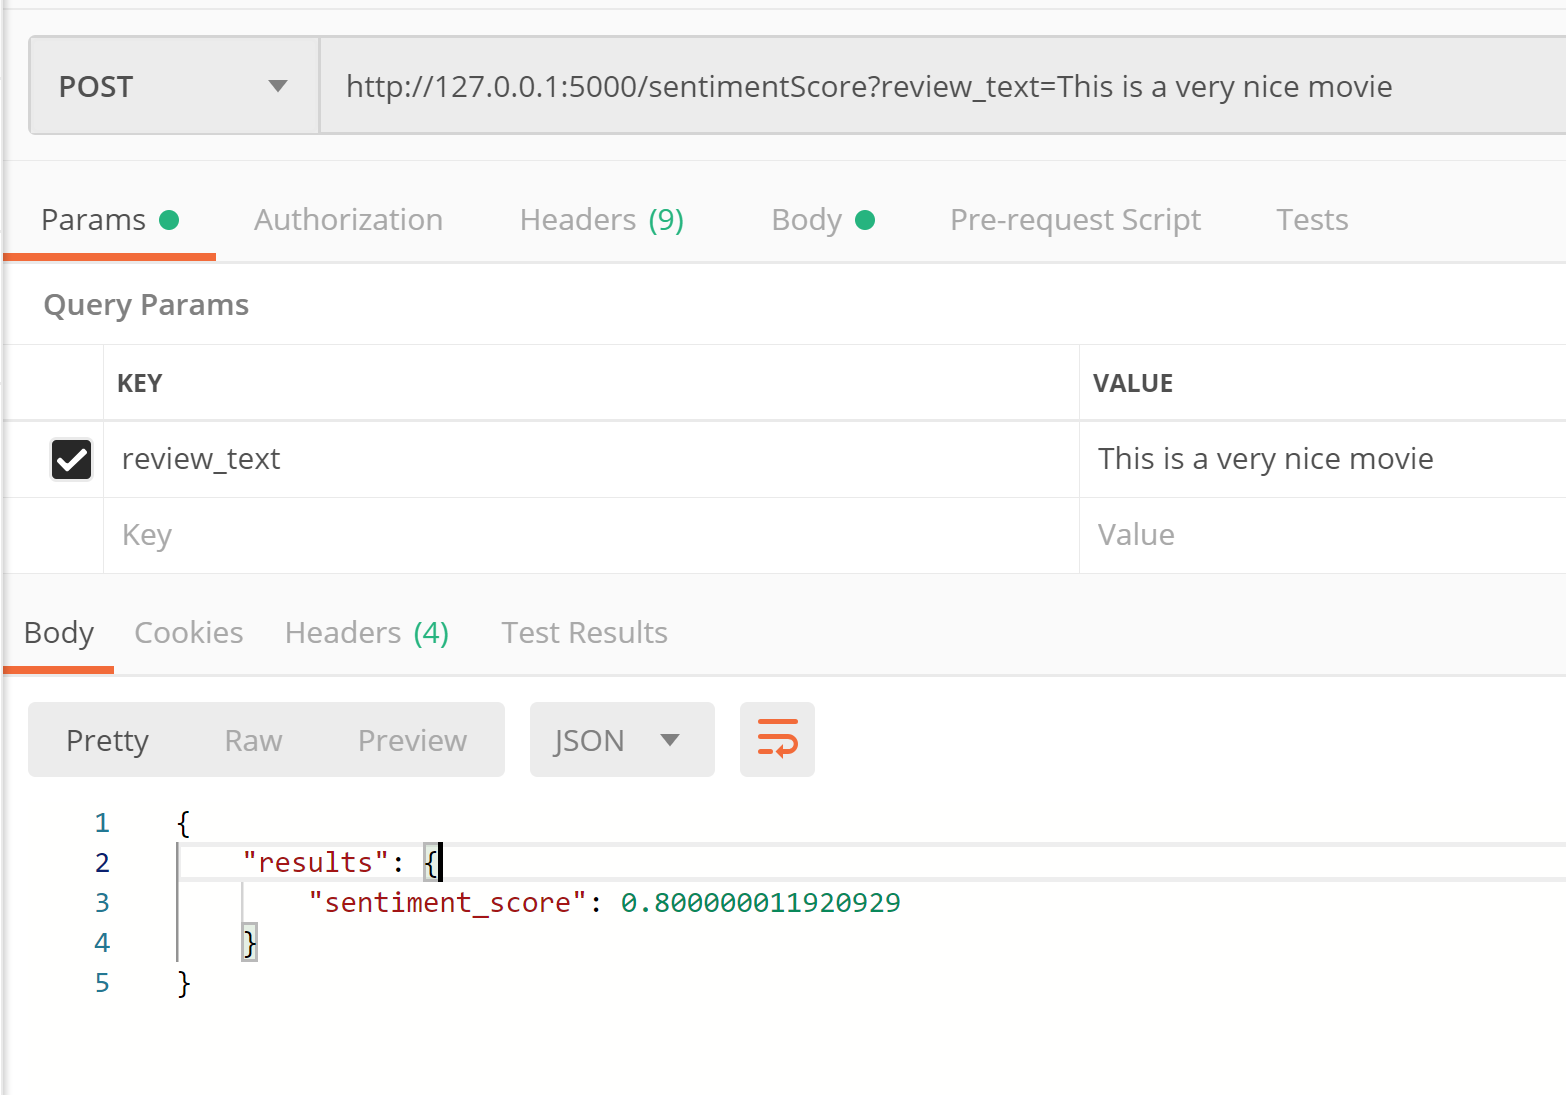 POST http://127.0.0.1:5000/sentimentScore?review_text=This is a very nice movie
Params Authorization Headers (9) Body Pre-request Script Tests
Query Params
KEY VALUE
review_text This is a very nice movie
Key Value
Body Cookies Headers (4) Test Results
Pretty Raw Preview JSON
1 {
2 "results": {
3 "sentiment_score": 0.800000011920929
4 }
5 }